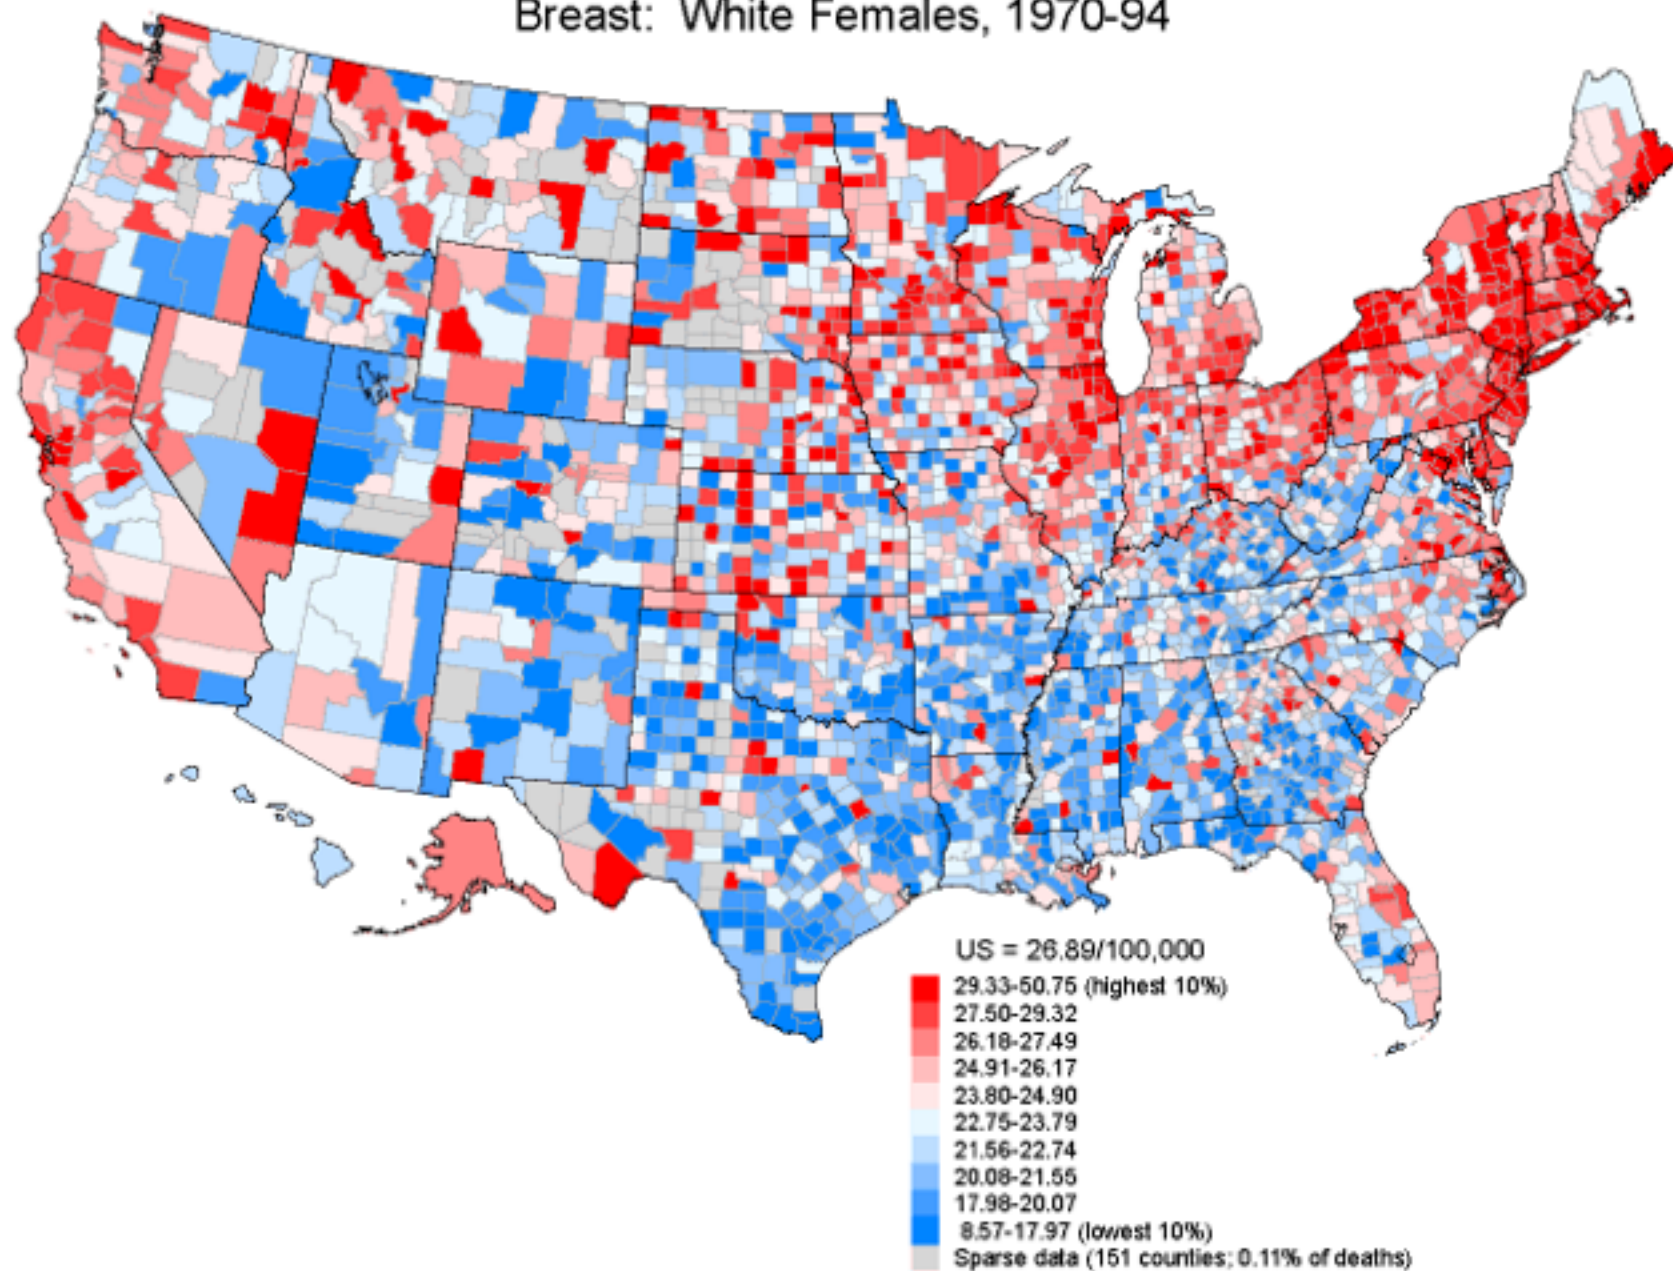 Breast: White Females, 1970-94
US = 26.89/100,000
29.33-50.75 (highest 10%)
27.50-29.32
26.18-27.49
24.91-26.17
23.80-24.90
22.75-23.79
21.56-22.74
20.08-21.55
17.98-20.07
8.57-17.97 (lowest 10%)
Sparse data (151 counties; 0.11% of deaths)